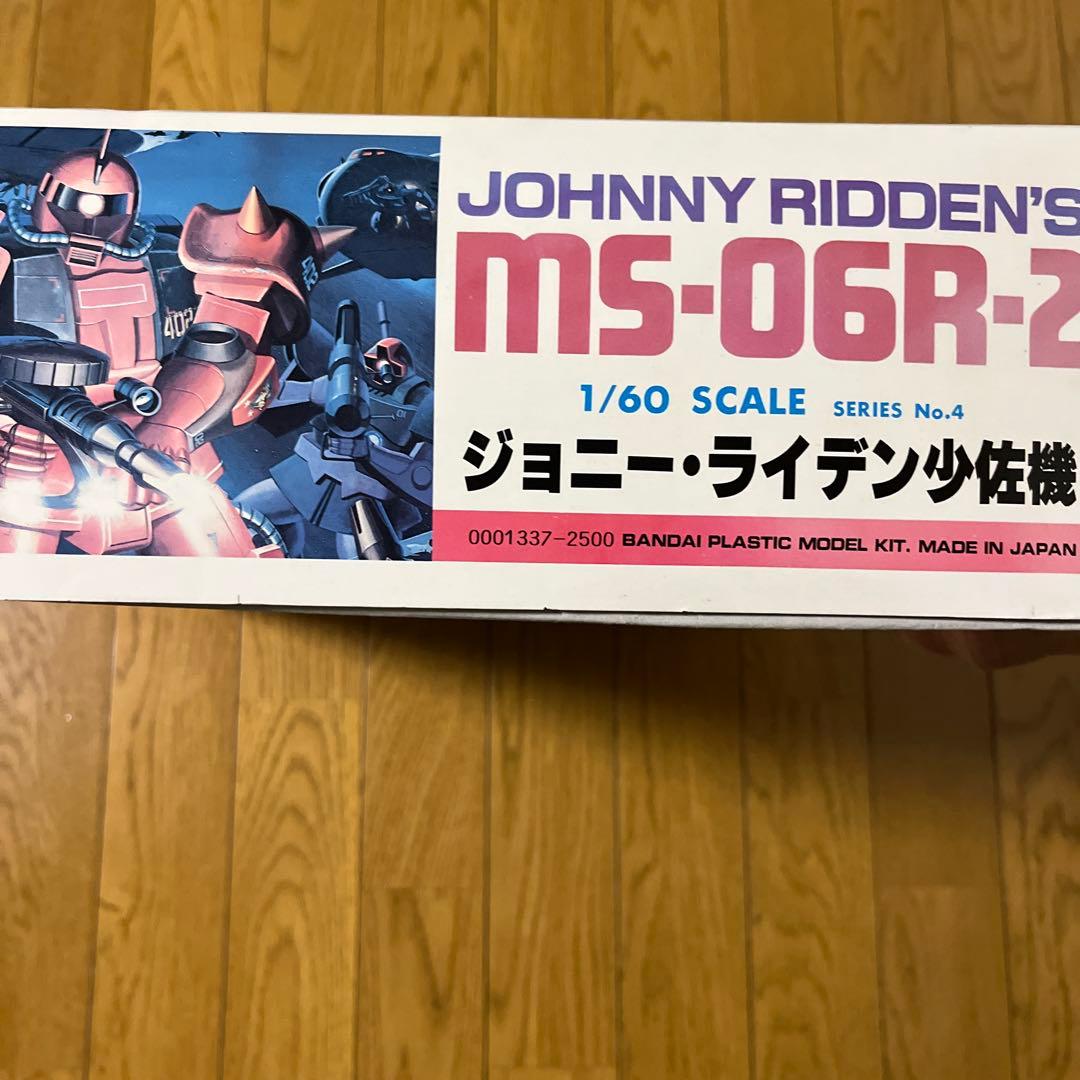 JOHNNY RIDDEN'S
MS-06R-2
1/60 SCALE SERIES No.4
ジョニー・ライデン少佐機
0001337-2500 BANDAI PLASTIC MODEL KIT. MADE IN JAPAN
402